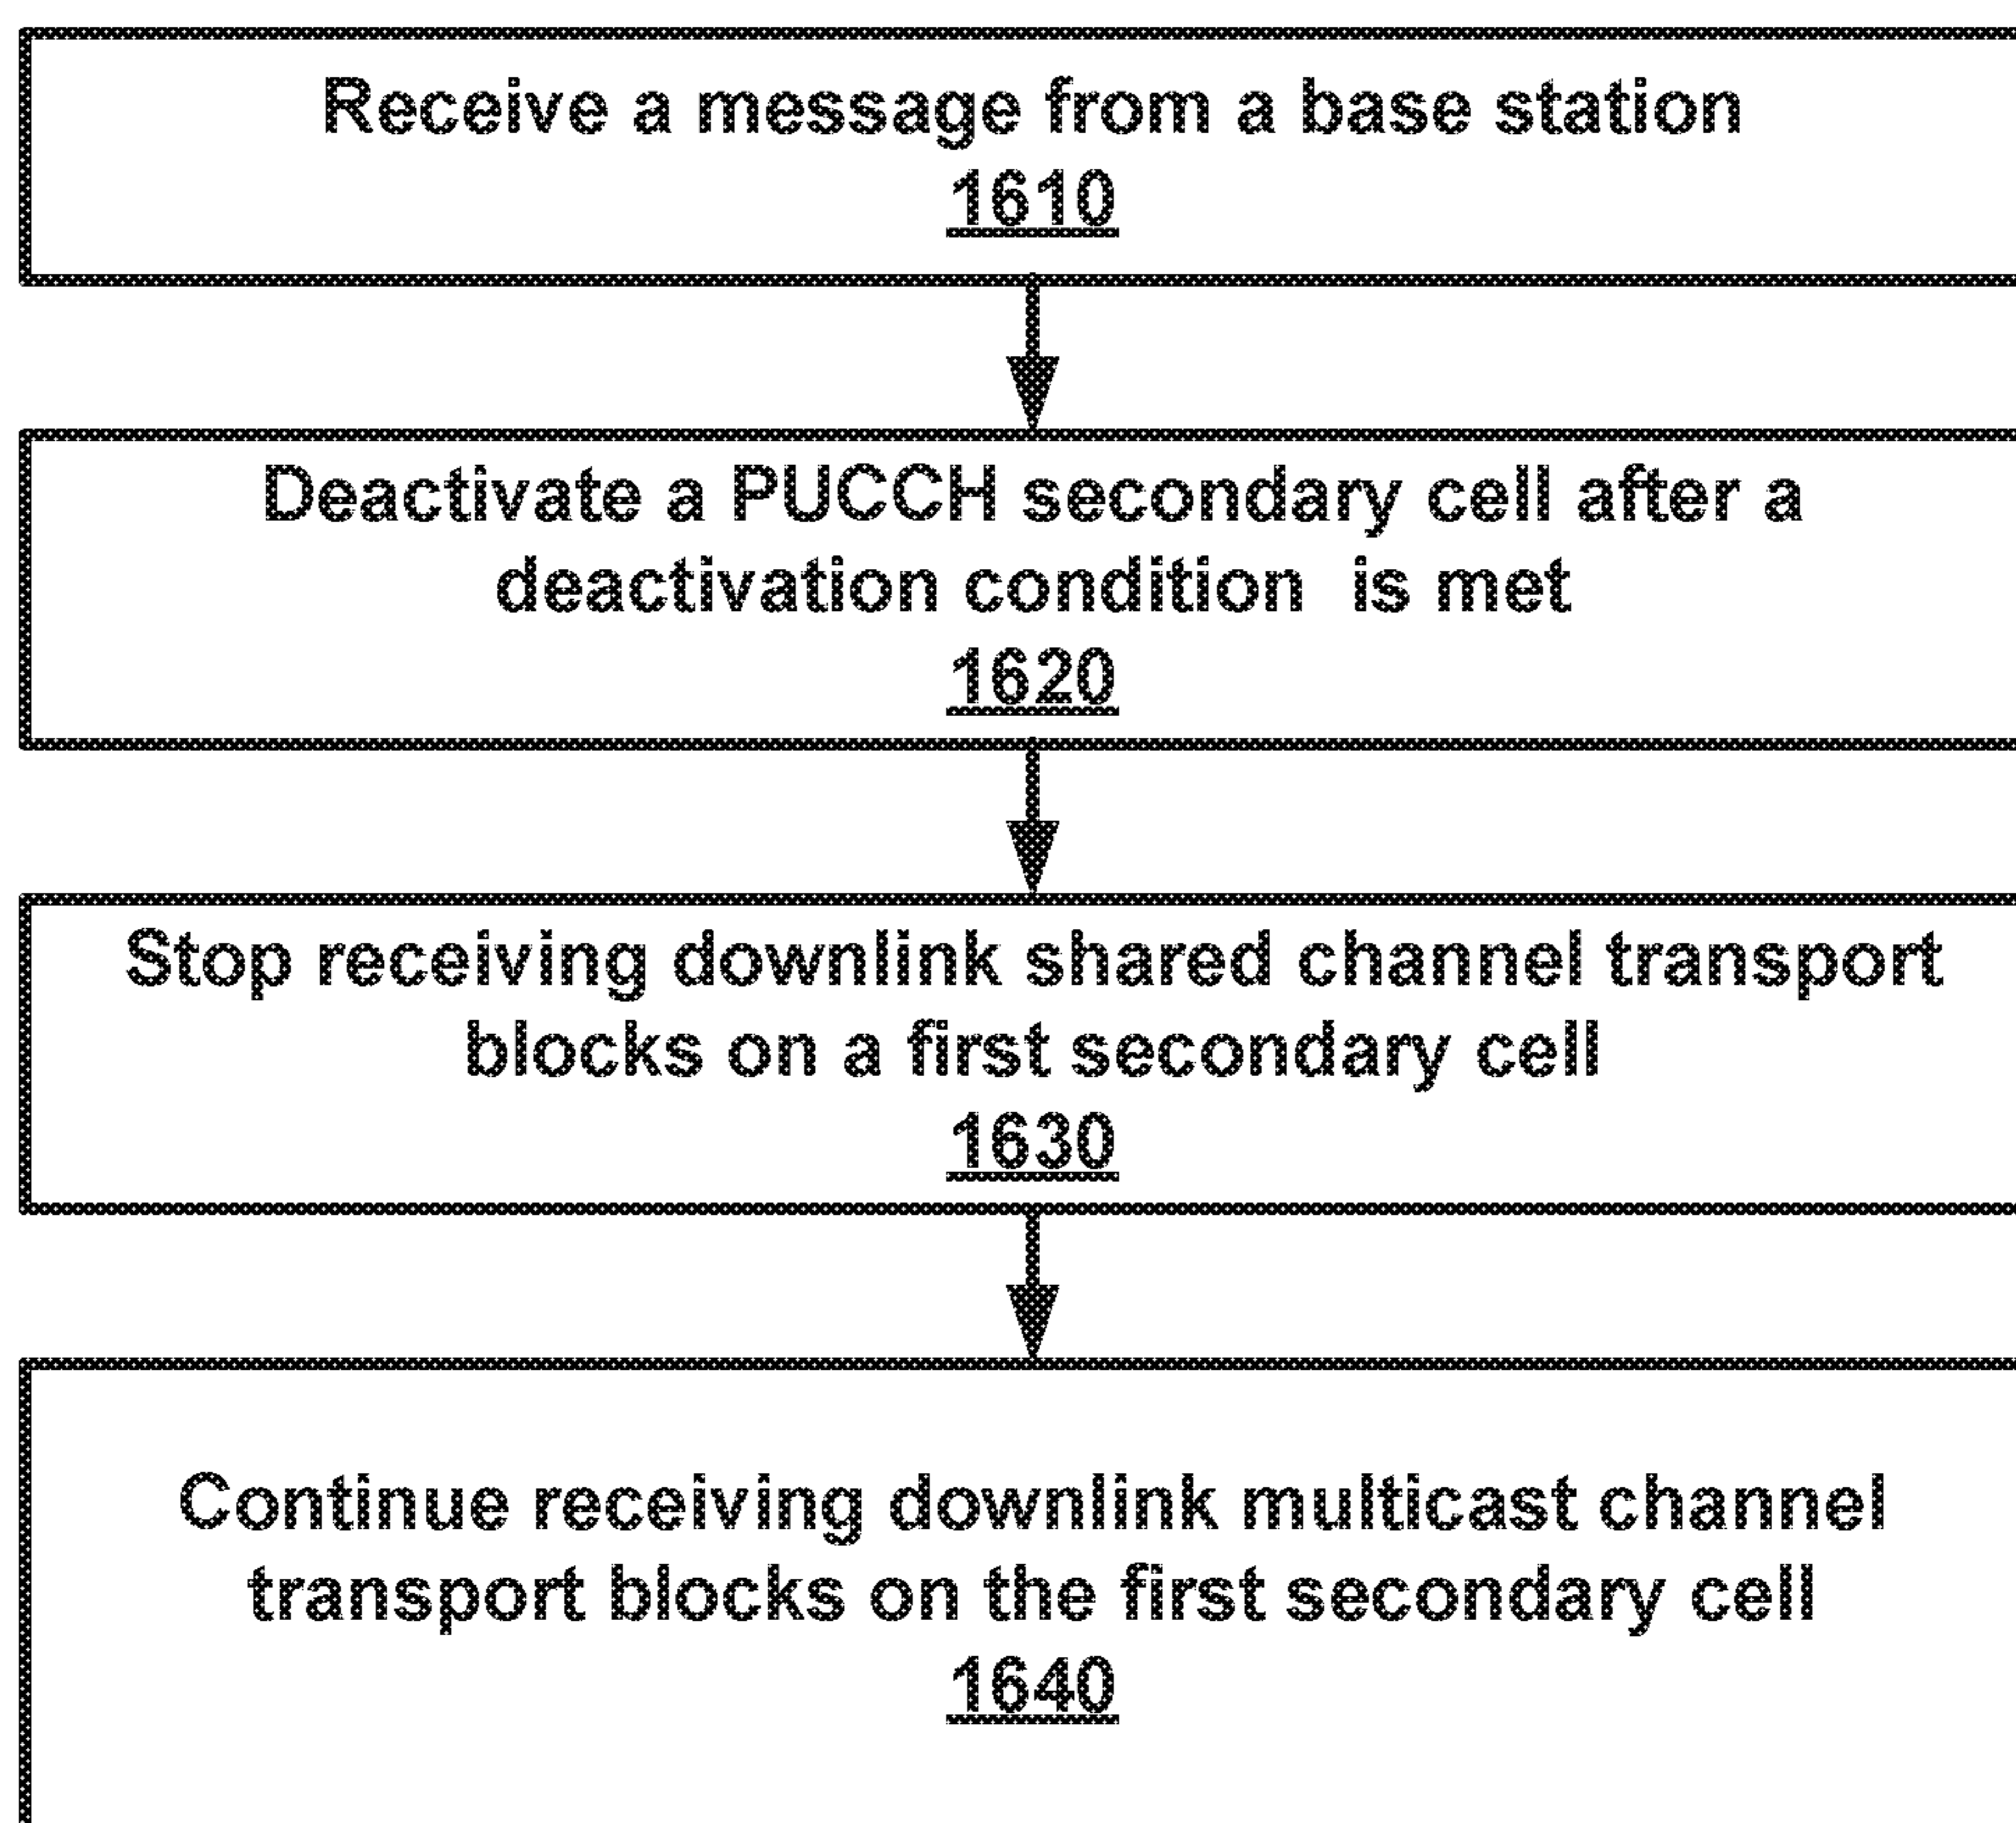 Receive a message from a base station
1610
Deactivate a PUCCH secondary cell after a
deactivation condition is met
1620
Stop receiving downlink shared channel transport
blocks on a first secondary cell
1630
Continue receiving downlink multicast channel
transport blocks on the first secondary cell
1640